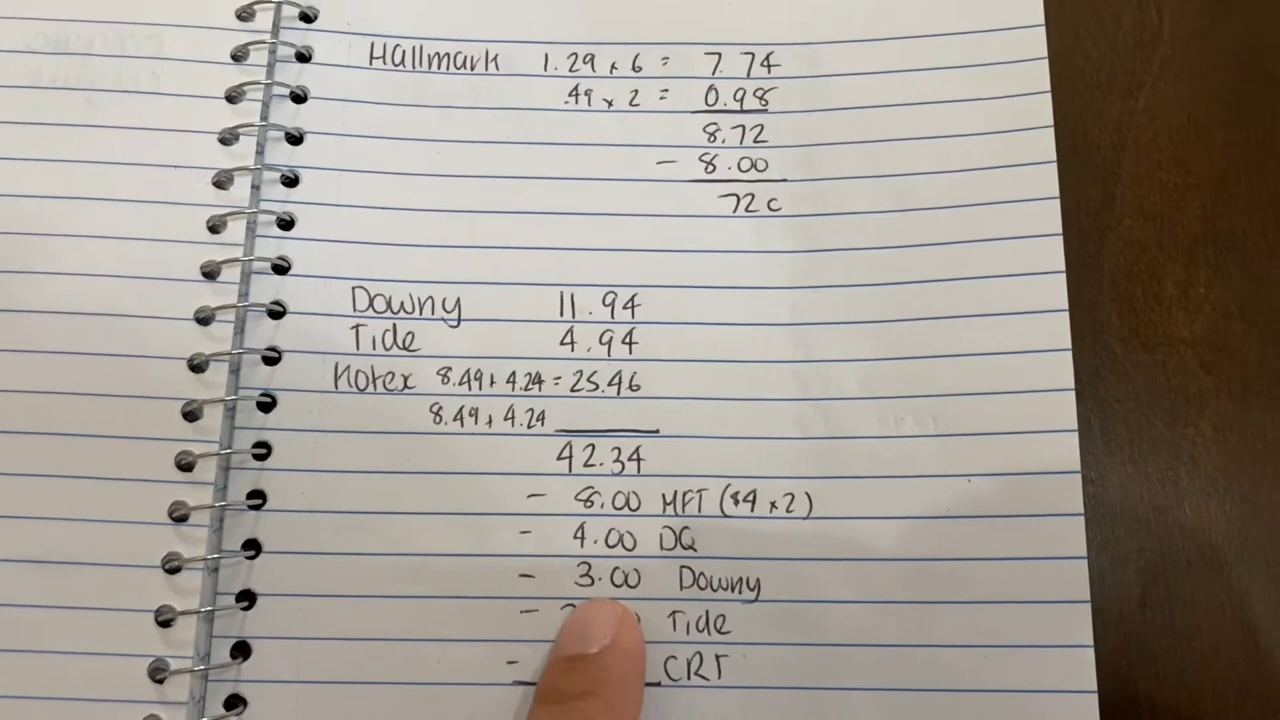 Hallmark 1.29 x 6 = 7.74
.49 x 2 = 0.98
8.72
- 8.00
72c
Downy 11.94
Tide 4.94
Kotex 8.49 + 4.24 = 25.46
8.49 + 4.24
42.34
- 8.00 MFT ($4 x 2)
- 4.00 DQ
- 3.00 Downy
- Tide
- CRT